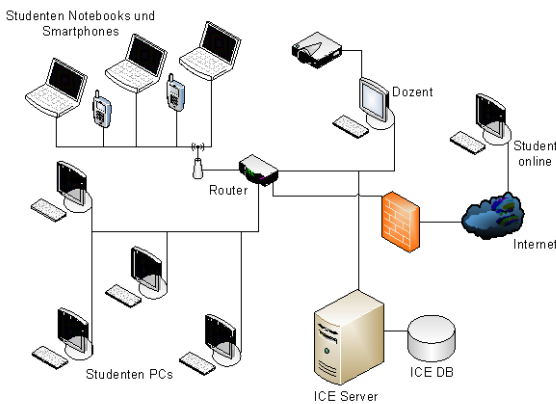 Studenten Notebooks und
Smartphones
Dozent
Student
online
Router
Internet
Studenten PCs
ICE DB
ICE Server